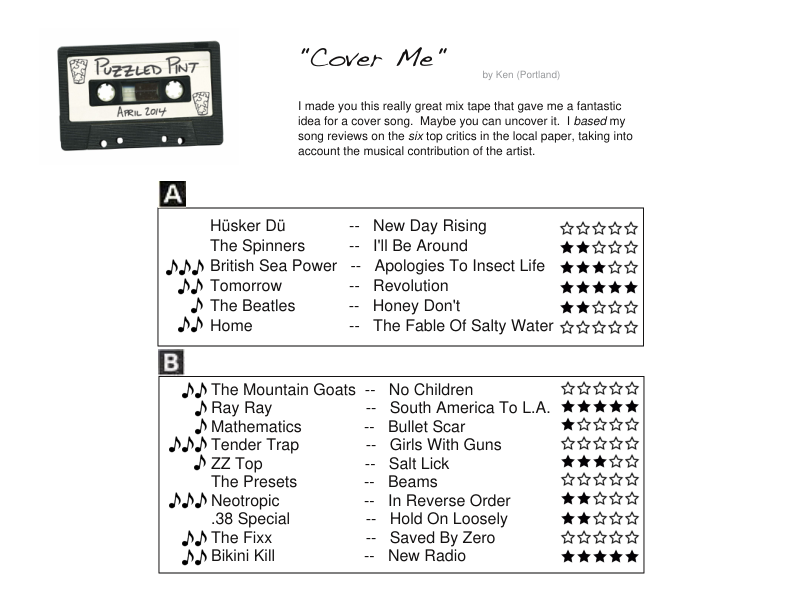 PUZZLED PINT
APRIL 2014
"Cover Me"
by Ken (Portland)
I made you this really great mix tape that gave me a fantastic
idea for a cover song.  Maybe you can uncover it.  I based my
song reviews on the six top critics in the local paper, taking into
account the musical contribution of the artist.
A
Hüsker Dü -- New Day Rising
The Spinners -- I'll Be Around
British Sea Power -- Apologies To Insect Life
Tomorrow -- Revolution
The Beatles -- Honey Don't
Home -- The Fable Of Salty Water
B
The Mountain Goats -- No Children
Ray Ray -- South America To L.A.
Mathematics -- Bullet Scar
Tender Trap -- Girls With Guns
ZZ Top -- Salt Lick
The Presets -- Beams
Neotropic -- In Reverse Order
.38 Special -- Hold On Loosely
The Fixx -- Saved By Zero
Bikini Kill -- New Radio